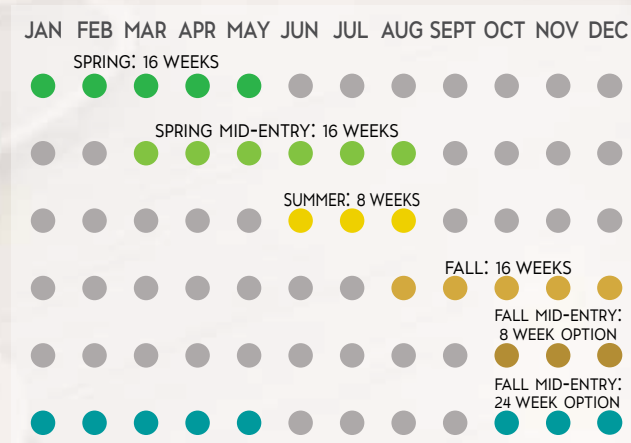 JAN FEB MAR APR MAY JUN JUL AUG SEPT OCT NOV DEC
SPRING: 16 WEEKS
SPRING MID-ENTRY: 16 WEEKS
SUMMER: 8 WEEKS
FALL: 16 WEEKS
FALL MID-ENTRY:
8 WEEK OPTION
FALL MID-ENTRY:
24 WEEK OPTION